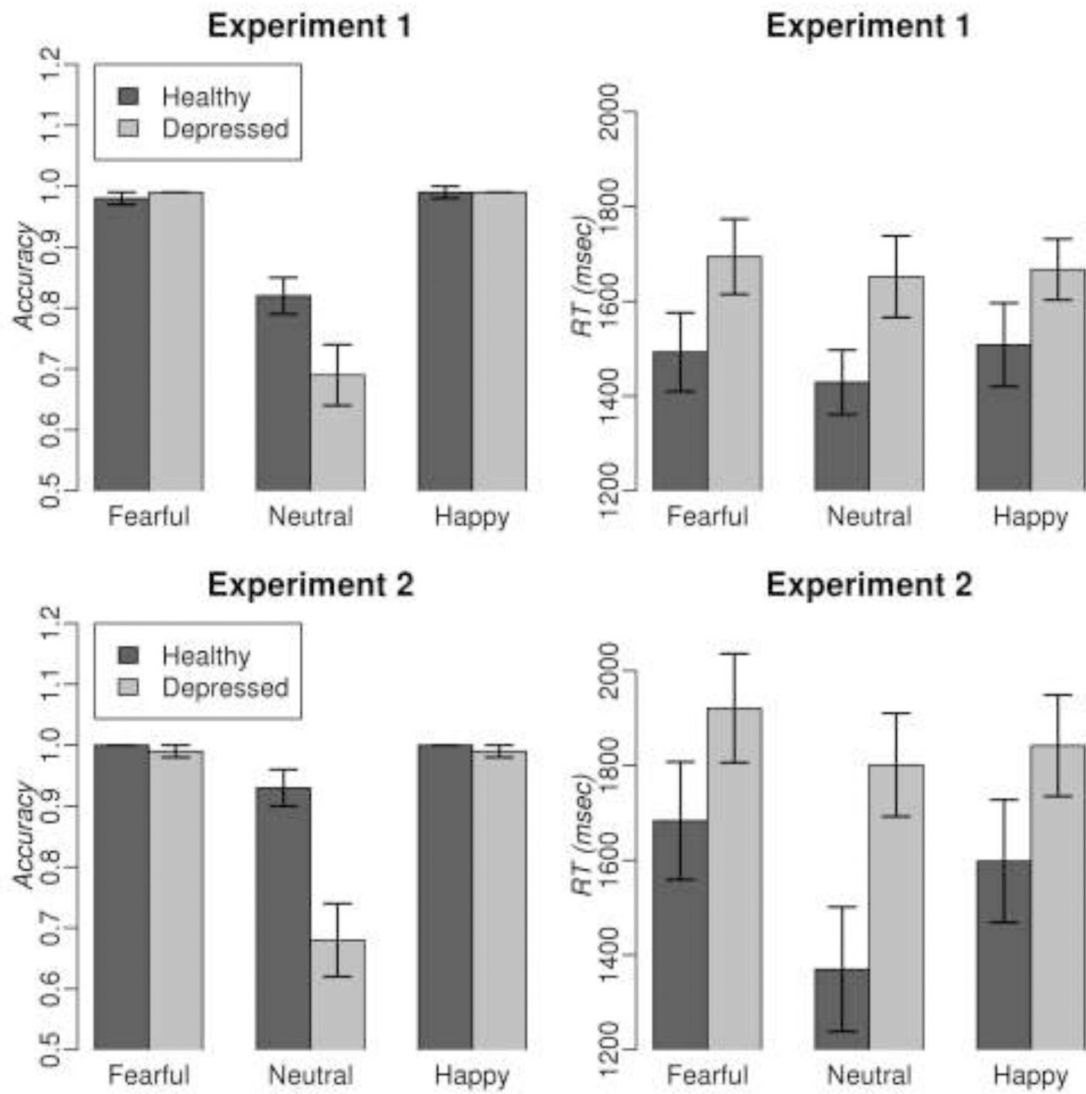 Experiment 1
Accuracy
0.5 0.6 0.7 0.8 0.9 1.0 1.1 1.2
Healthy
Depressed
Fearful Neutral Happy
Experiment 1
RT (msec)
1200 1400 1600 1800 2000
Fearful Neutral Happy
Experiment 2
Accuracy
0.5 0.6 0.7 0.8 0.9 1.0 1.1 1.2
Healthy
Depressed
Fearful Neutral Happy
Experiment 2
RT (msec)
1200 1400 1600 1800 2000
Fearful Neutral Happy